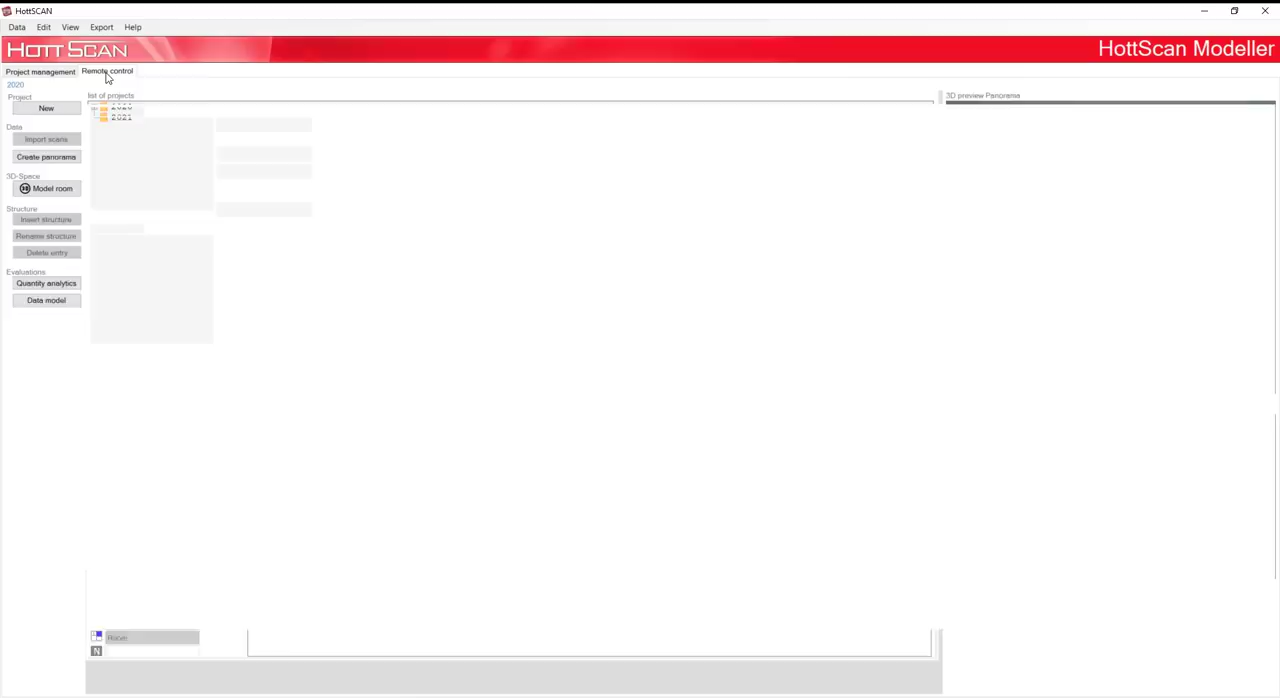 HottSCAN
Data Edit View Export Help
HOTTSCAN
HottScan Modeller
Project management Remote control
2020
Project
list of projects
3D preview Panorama
New
2020
2021
Data
Import scans
Create panorama
3D-Space
Model room
Structure
Insert structure
Rename structure
Delete entry
Evaluations
Quantity analytics
Data model
N